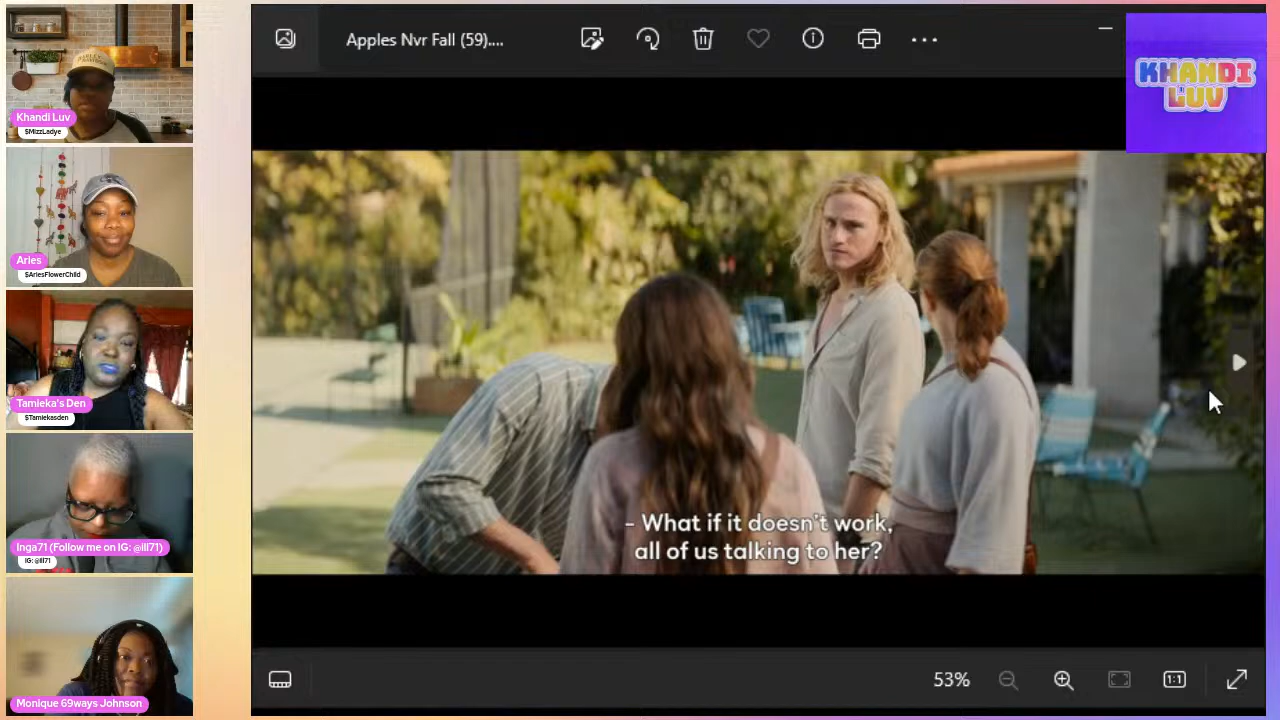 Khandi Luv
$MizzLadye
Aries
$AriesFlowerChild
Tamieka's Den
$Tamiekasden
Inga71 (Follow me on IG: @ill71)
IG: @ill71
Monique 69ways Johnson
Apples Nvr Fall (59)....
KHANDI
LUV
- What if it doesn't work,
all of us talking to her?
53%
1:1